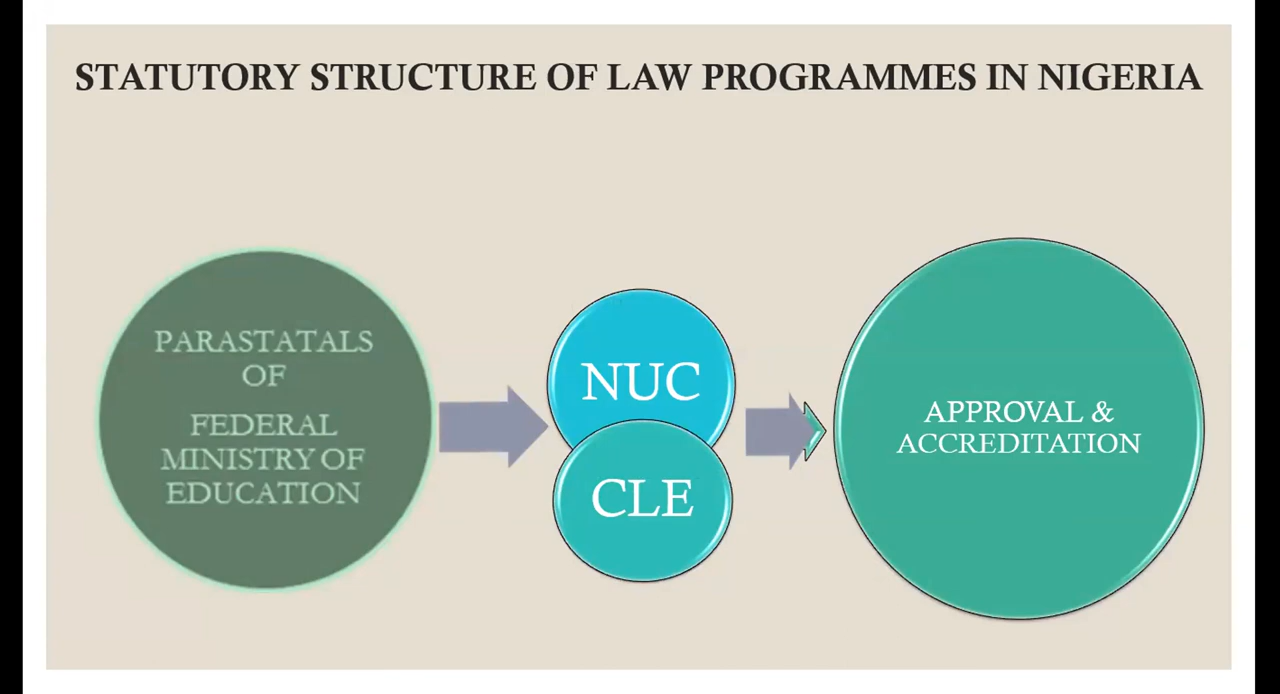 STATUTORY STRUCTURE OF LAW PROGRAMMES IN NIGERIA
PARASTATALS
OF
FEDERAL
MINISTRY OF
EDUCATION
NUC
CLE
APPROVAL &
ACCREDITATION